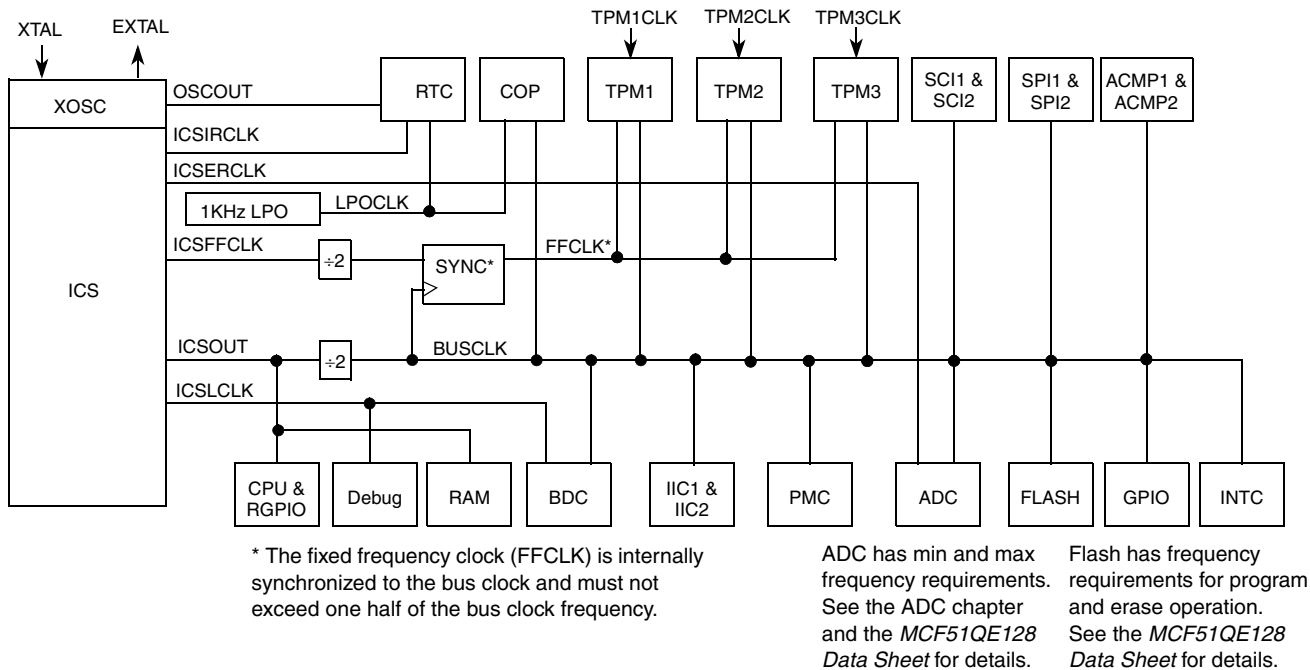 TPM1CLK
TPM2CLK
TPM3CLK
XTAL
EXTAL
XOSC
OSCOUT
RTC
COP
TPM1
TPM2
TPM3
SCI1 &
SCI2
SPI1 &
SPI2
ACMP1 &
ACMP2
ICSIRCLK
ICSERCLK
1KHz LPO
LPOCLK
ICSFFCLK
÷2
SYNC*
FFCLK*
ICS
ICSOUT
÷2
BUSCLK
ICSLCLK
CPU &
RGPIO
Debug
RAM
BDC
IIC1 &
IIC2
PMC
ADC
FLASH
GPIO
INTC
* The fixed frequency clock (FFCLK) is internally
synchronized to the bus clock and must not
exceed one half of the bus clock frequency.
ADC has min and max
frequency requirements.
See the ADC chapter
and the MCF51QE128
Data Sheet for details.
Flash has frequency
requirements for program
and erase operation.
See the MCF51QE128
Data Sheet for details.